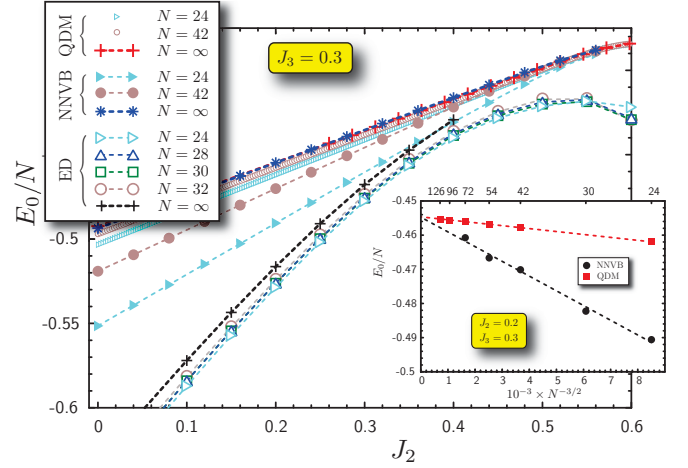 QDM
N = 24
N = 42
N = ∞
NNVB
N = 24
N = 42
N = ∞
ED
N = 24
N = 28
N = 30
N = 32
N = ∞
J₃ = 0.3
E₀/N
-0.5
-0.55
-0.6
0 0.1 0.2 0.3 0.4 0.5 0.6
J₂
126 96 72 54 42 30 24
-0.45
-0.46
-0.47
-0.48
-0.49
-0.5
E₀/N
NNVB
QDM
J₂ = 0.2
J₃ = 0.3
0 1 2 3 4 5 6 7 8
10⁻³ × N⁻³/²